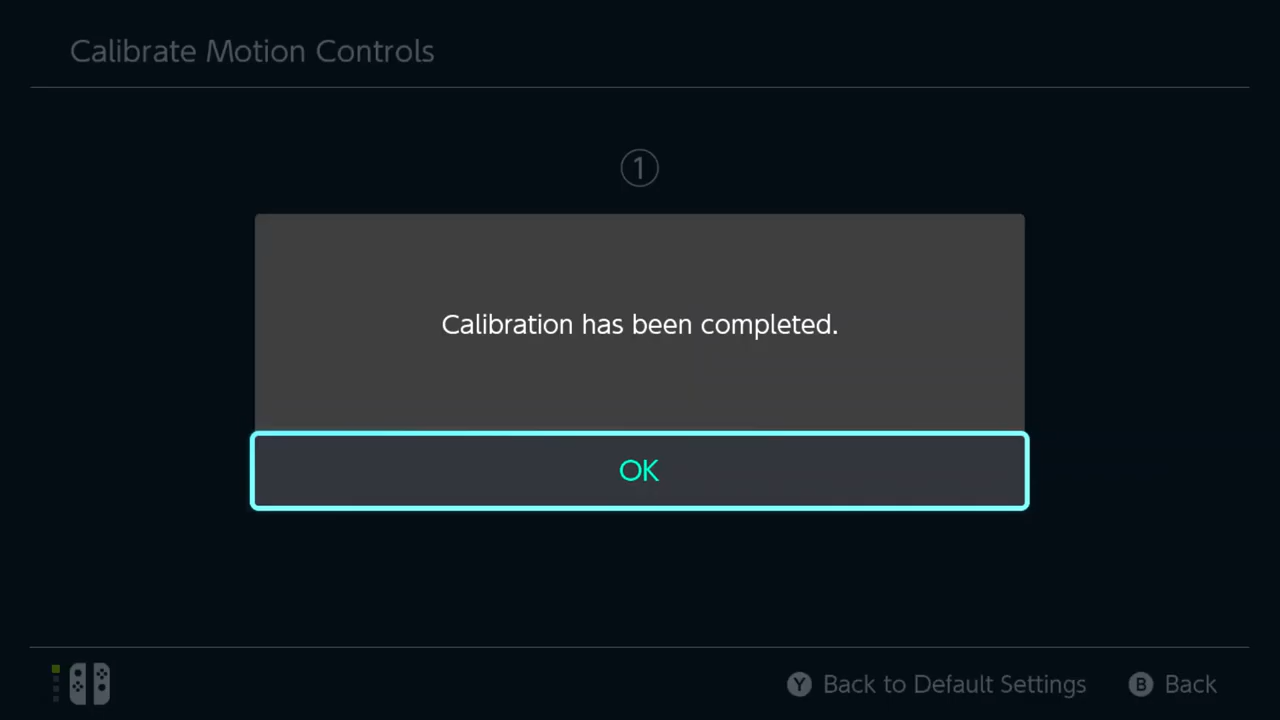 Calibrate Motion Controls
1
Calibration has been completed.
OK
Y Back to Default Settings B Back